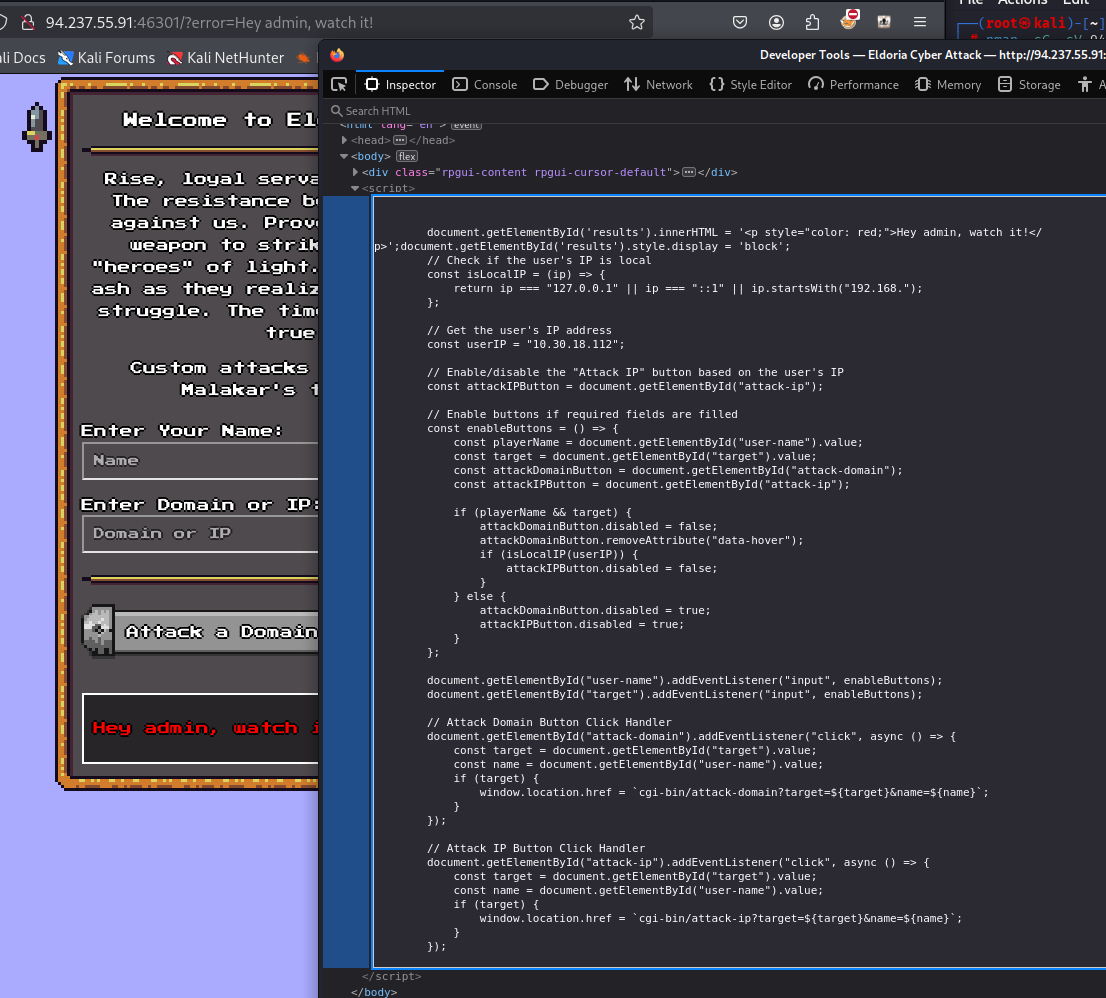 94.237.55.91:46301/?error=Hey admin, watch it!
File Actions Edit
(root㉿kali)-[~]
li Docs Kali Forums Kali NetHunter
Developer Tools — Eldoria Cyber Attack — http://94.237.55.91:
Inspector Console Debugger Network Style Editor Performance Memory Storage A
Search HTML
<html lang="en"> event
<head> ⋯ </head>
<body> flex
<div class="rpgui-content rpgui-cursor-default"> ⋯ </div>
<script>
Welcome to El
Rise, loyal serva
The resistance b
against us. Prov
weapon to strik
"heroes" of light.
ash as they realiz
struggle. The tim
true
Custom attacks
Malakar's t
Enter Your Name:
Name
Enter Domain or IP:
Domain or IP
Attack a Domain
Hey admin, watch i
document.getElementById('results').innerHTML = '<p style="color: red;">Hey admin, watch it!</
p>';document.getElementById('results').style.display = 'block';
// Check if the user's IP is local
const isLocalIP = (ip) => {
return ip === "127.0.0.1" || ip === "::1" || ip.startsWith("192.168.");
};
// Get the user's IP address
const userIP = "10.30.18.112";
// Enable/disable the "Attack IP" button based on the user's IP
const attackIPButton = document.getElementById("attack-ip");
// Enable buttons if required fields are filled
const enableButtons = () => {
const playerName = document.getElementById("user-name").value;
const target = document.getElementById("target").value;
const attackDomainButton = document.getElementById("attack-domain");
const attackIPButton = document.getElementById("attack-ip");
if (playerName && target) {
attackDomainButton.disabled = false;
attackDomainButton.removeAttribute("data-hover");
if (isLocalIP(userIP)) {
attackIPButton.disabled = false;
}
} else {
attackDomainButton.disabled = true;
attackIPButton.disabled = true;
}
};
document.getElementById("user-name").addEventListener("input", enableButtons);
document.getElementById("target").addEventListener("input", enableButtons);
// Attack Domain Button Click Handler
document.getElementById("attack-domain").addEventListener("click", async () => {
const target = document.getElementById("target").value;
const name = document.getElementById("user-name").value;
if (target) {
window.location.href = `cgi-bin/attack-domain?target=${target}&name=${name}`;
}
});
// Attack IP Button Click Handler
document.getElementById("attack-ip").addEventListener("click", async () => {
const target = document.getElementById("target").value;
const name = document.getElementById("user-name").value;
if (target) {
window.location.href = `cgi-bin/attack-ip?target=${target}&name=${name}`;
}
});
</script>
</body>